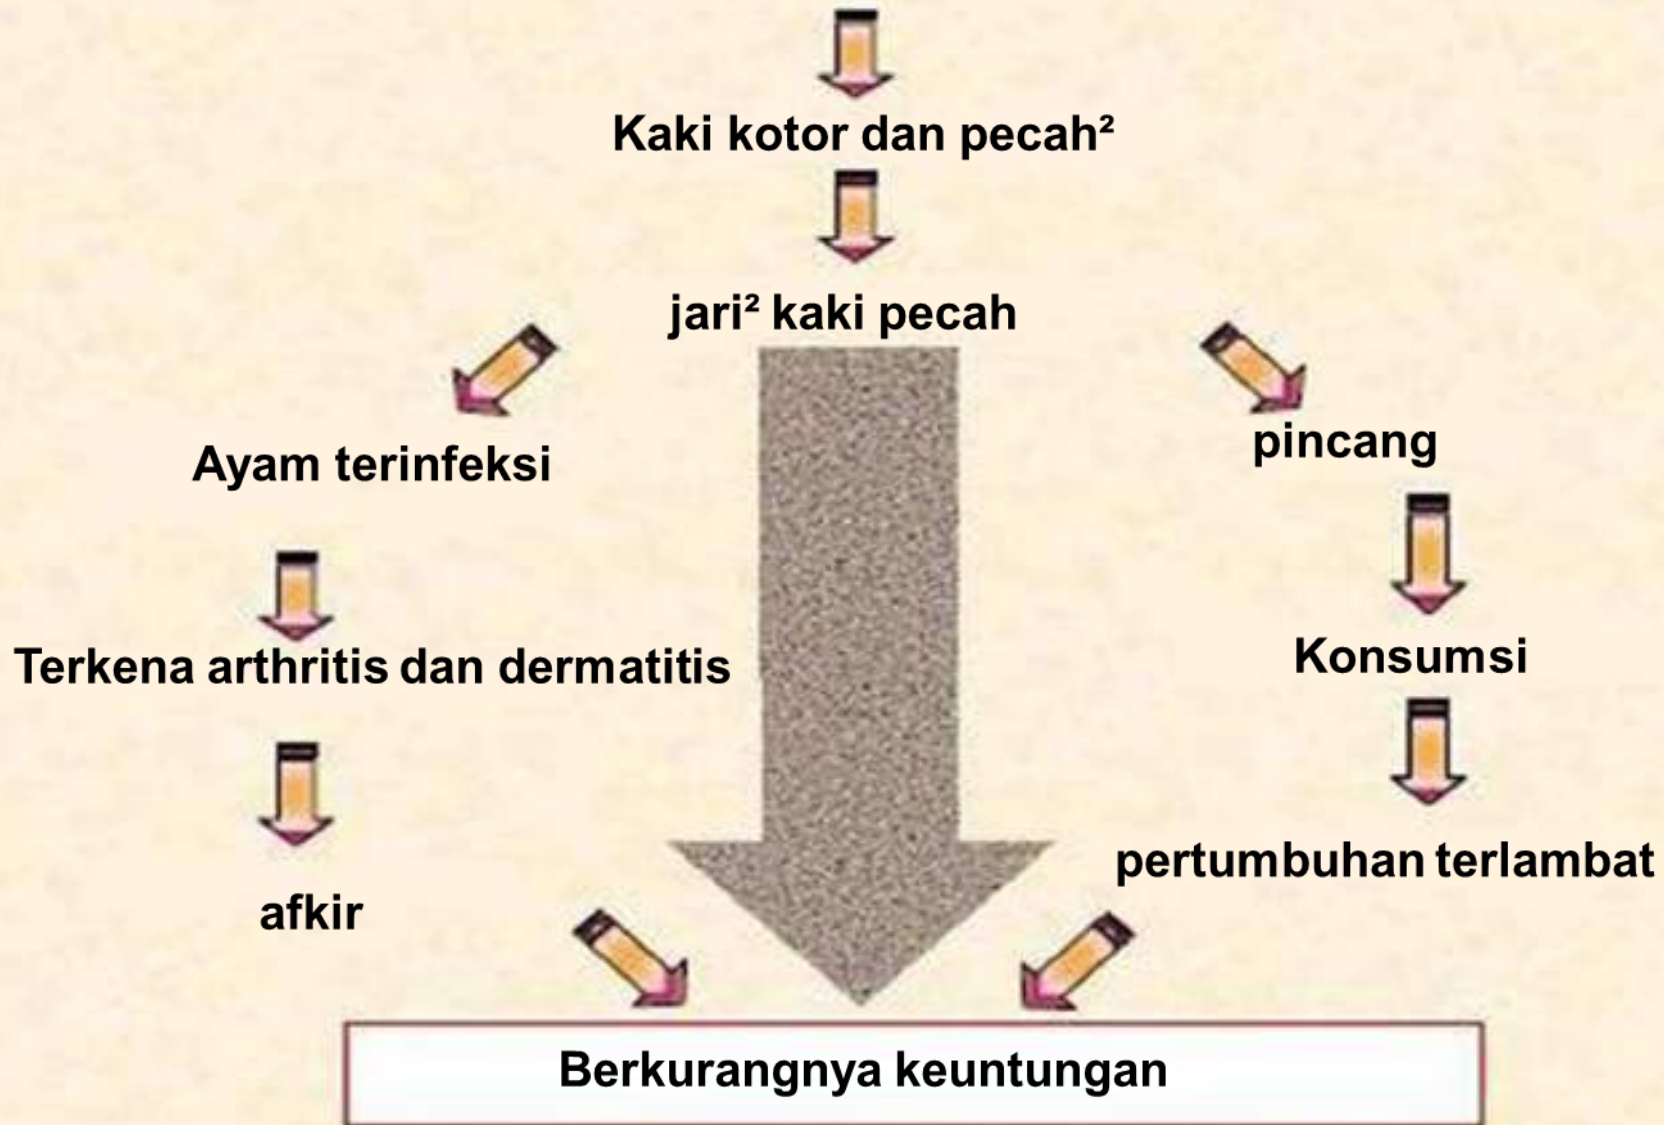 Kaki kotor dan pecah²
jari² kaki pecah
Ayam terinfeksi
pincang
Terkena arthritis dan dermatitis
Konsumsi
afkir
pertumbuhan terlambat
Berkurangnya keuntungan